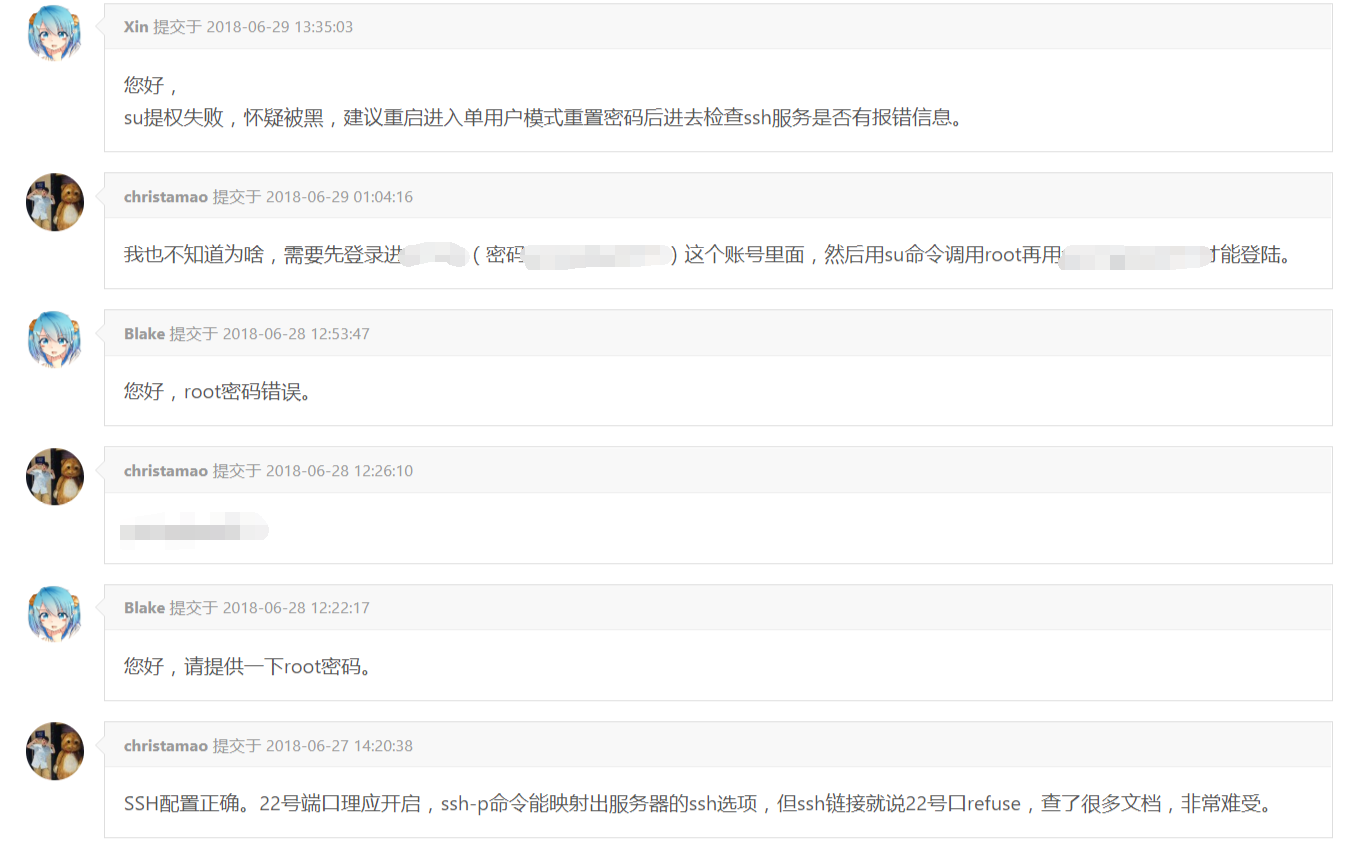 Xin 提交于 2018-06-29 13:35:03
您好，
su提权失败，怀疑被黑，建议重启进入单用户模式重置密码后进去检查ssh服务是否有报错信息。
christamao 提交于 2018-06-29 01:04:16
我也不知道为啥，需要先登录进（密码）这个账号里面，然后用su命令调用root再用才能登陆。
Blake 提交于 2018-06-28 12:53:47
您好，root密码错误。
christamao 提交于 2018-06-28 12:26:10
Blake 提交于 2018-06-28 12:22:17
您好，请提供一下root密码。
christamao 提交于 2018-06-27 14:20:38
SSH配置正确。22号端口理应开启，ssh-p命令能映射出服务器的ssh选项，但ssh链接就说22号口refuse，查了很多文档，非常难受。